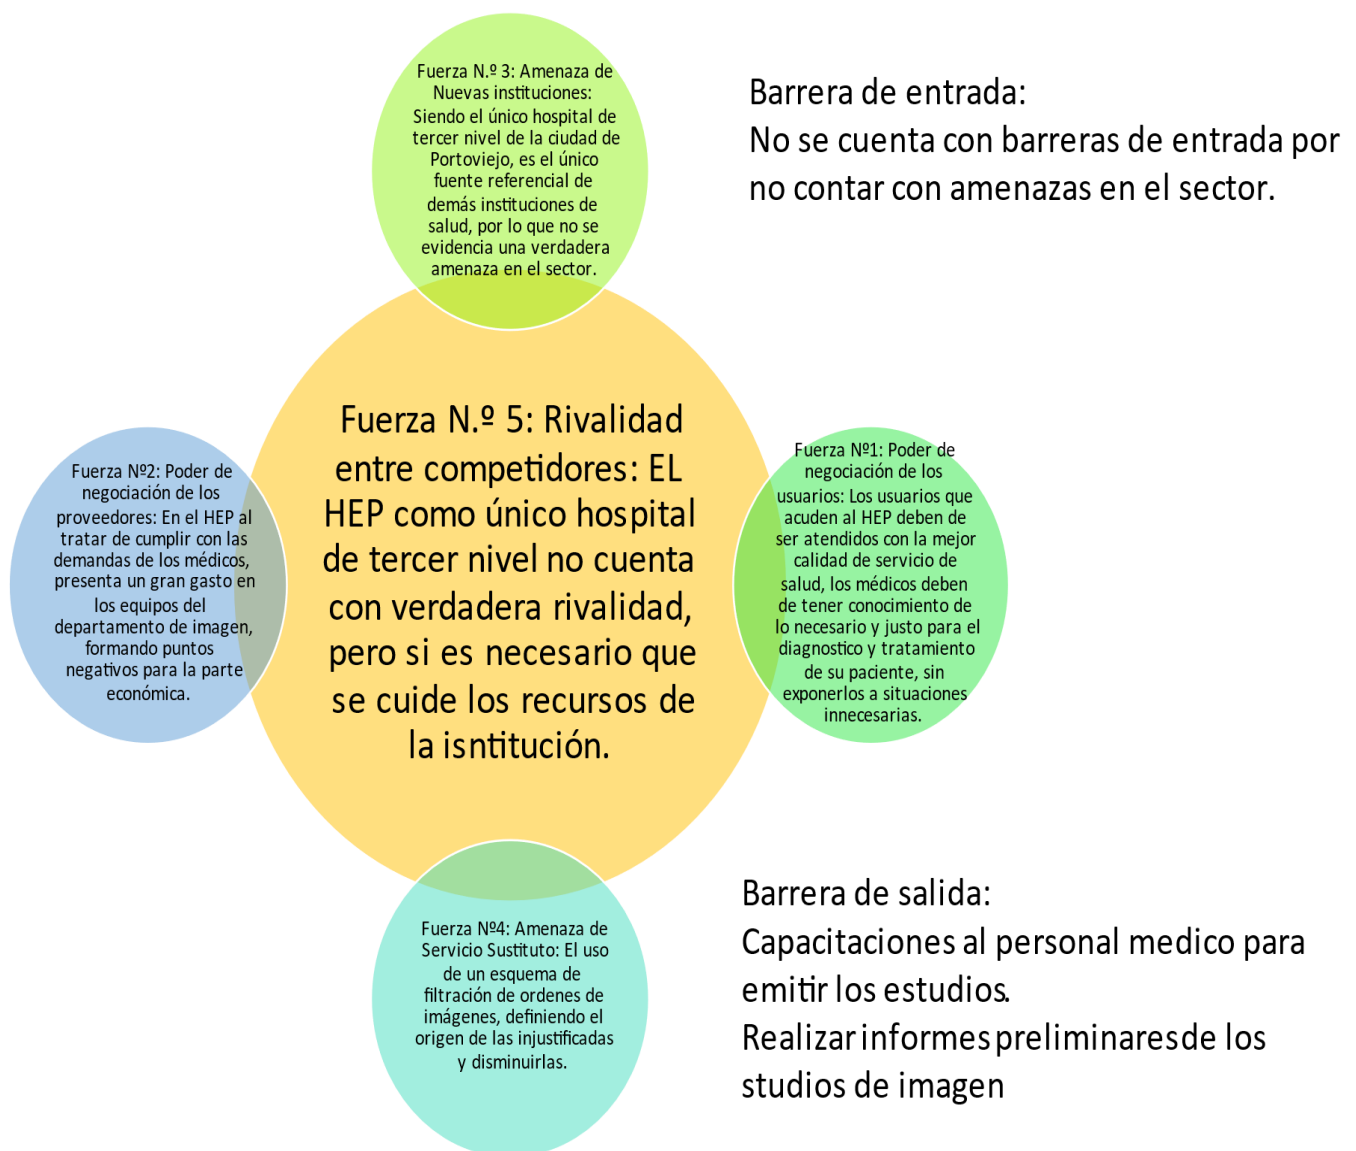 Fuerza N.º 3: Amenaza de
Nuevas instituciones:
Siendo el único hospital de
tercer nivel de la ciudad de
Portoviejo, es el único
fuente referencial de
demás instituciones de
salud, por lo que no se
evidencia una verdadera
amenaza en el sector.
Barrera de entrada:
No se cuenta con barreras de entrada por
no contar con amenazas en el sector.
Fuerza Nº2: Poder de
negociación de los
proveedores: En el HEP al
tratar de cumplir con las
demandas de los médicos,
presenta un gran gasto en
los equipos del
departamento de imagen,
formando puntos
negativos para la parte
económica.
Fuerza N.º 5: Rivalidad
entre competidores: EL
HEP como único hospital
de tercer nivel no cuenta
con verdadera rivalidad,
pero si es necesario que
se cuide los recursos de
la isntitución.
Fuerza Nº1: Poder de
negociación de los
usuarios: Los usuarios que
acuden al HEP deben de
ser atendidos con la mejor
calidad de servicio de
salud, los médicos deben
de tener conocimiento de
lo necesario y justo para el
diagnostico y tratamiento
de su paciente, sin
exponerlos a situaciones
innecesarias.
Fuerza Nº4: Amenaza de
Servicio Sustituto: El uso
de un esquema de
filtración de ordenes de
imágenes, definiendo el
origen de las injustificadas
y disminuirlas.
Barrera de salida:
Capacitaciones al personal medico para
emitir los estudios.
Realizar informes preliminares de los
studios de imagen